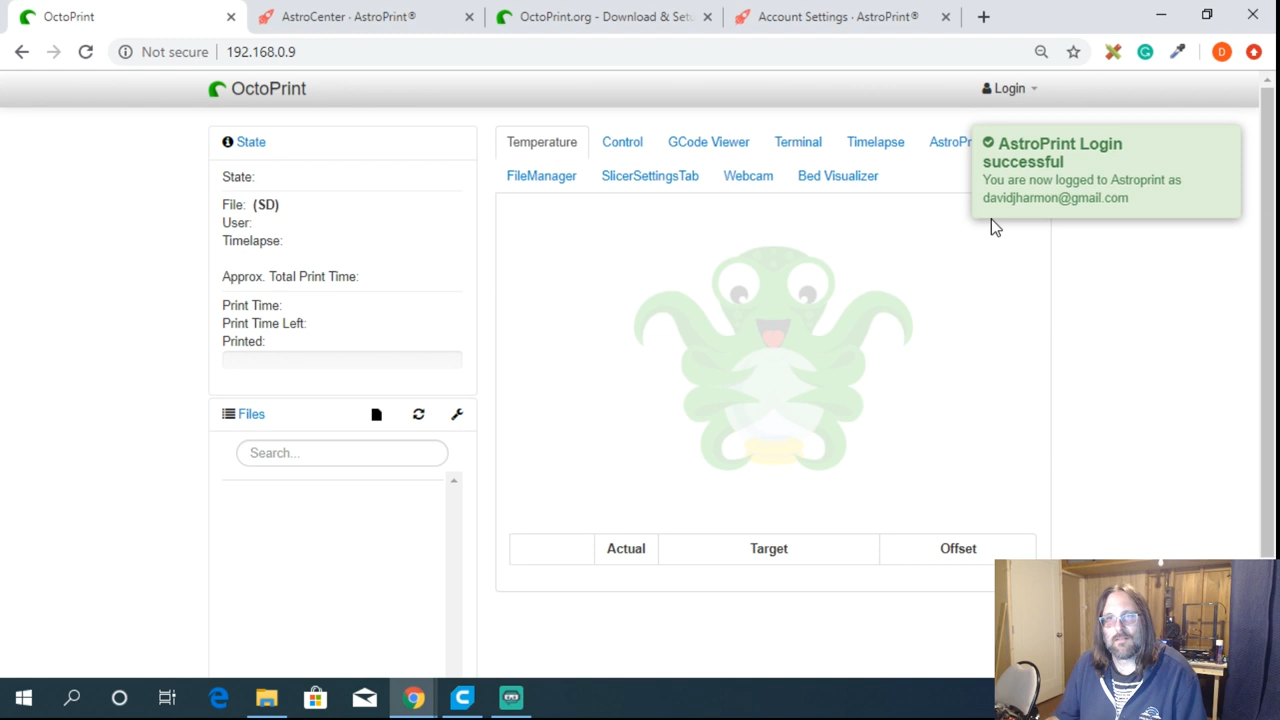 OctoPrint
AstroCenter · AstroPrint®
OctoPrint.org - Download & Setu
Account Settings · AstroPrint®
Not secure
192.168.0.9
D
OctoPrint
Login
State
State:
File: (SD)
User:
Timelapse:
Approx. Total Print Time:
Print Time:
Print Time Left:
Printed:
Files
Search...
Temperature
Control
GCode Viewer
Terminal
Timelapse
AstroPr
FileManager
SlicerSettingsTab
Webcam
Bed Visualizer
AstroPrint Login
successful
You are now logged to Astroprint as
davidjharmon@gmail.com
Actual
Target
Offset